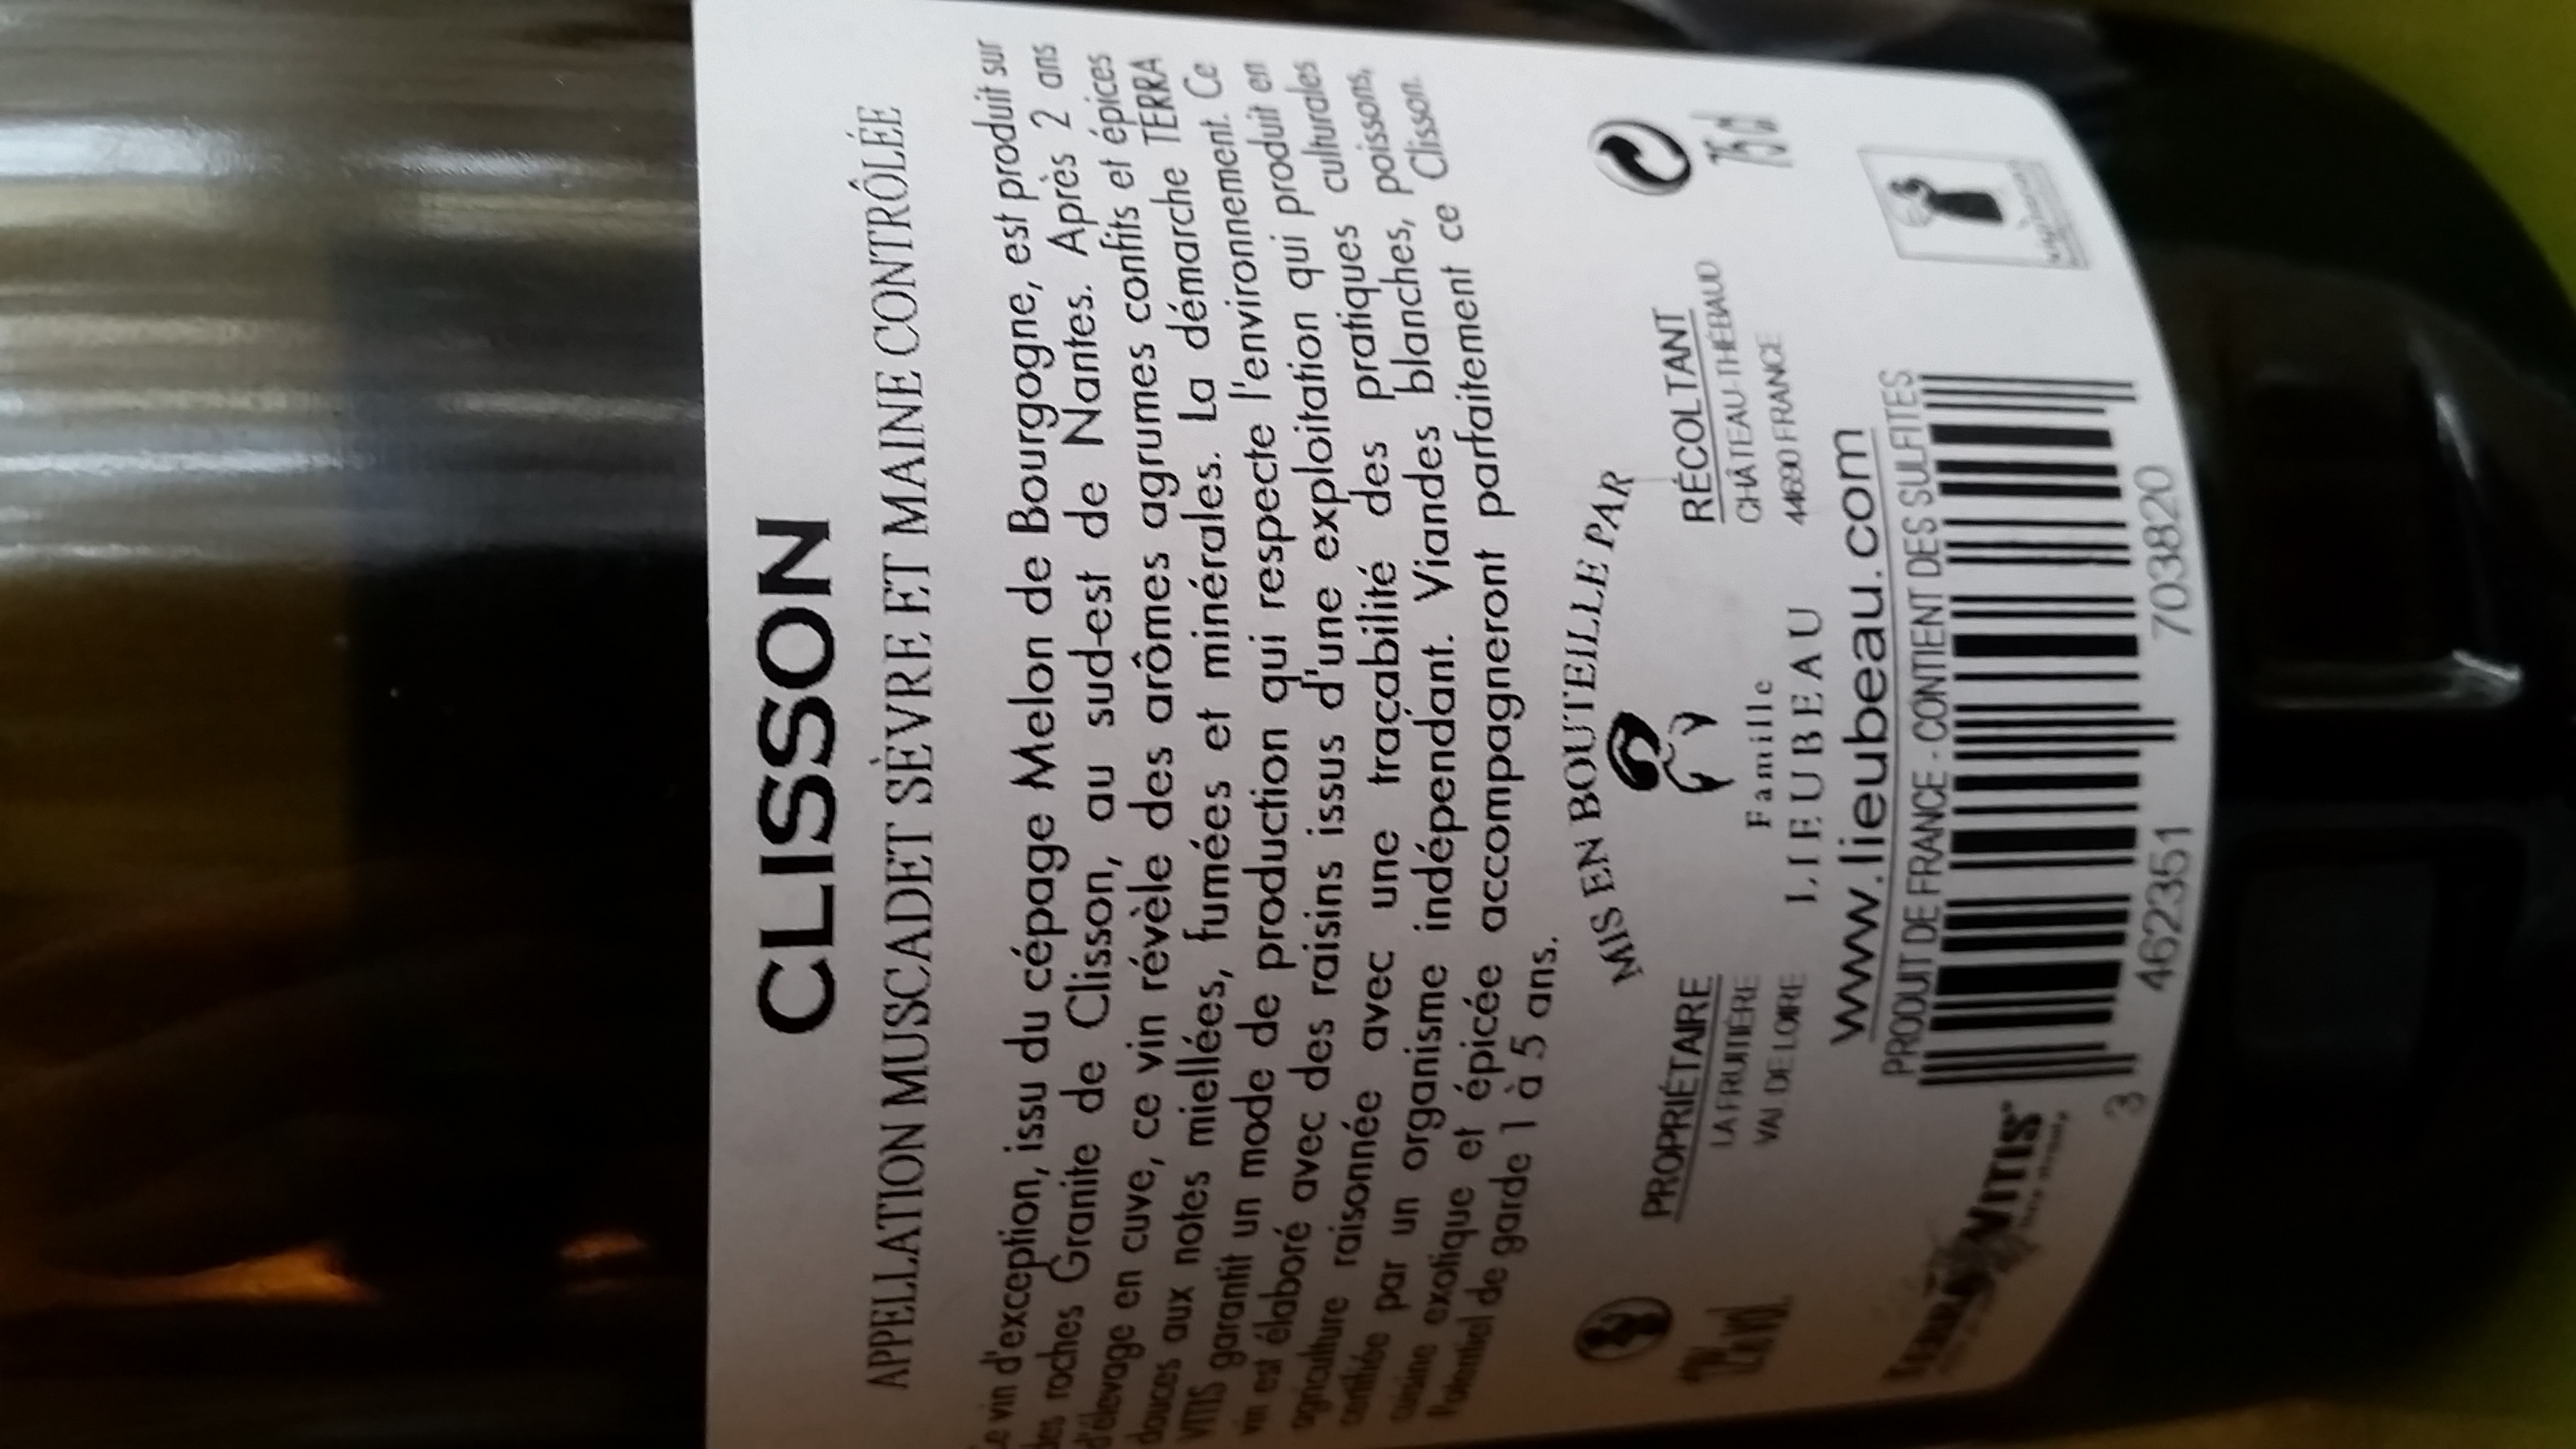 CLISSON
APPELLATION MUSCADET SÈVRE ET MAINE CONTRÔLÉE
Ce vin d'exception, issu du cépage Melon de Bourgogne, est produit sur
des roches Granite de Clisson, au sud-est de Nantes. Après 2 ans
d'élevage en cuve, ce vin révèle des arômes agrumes confits et épices
douces aux notes miellées, fumées et minérales. La démarche TERRA
VITIS garantit un mode de production qui respecte l'environnement. Ce
vin est élaboré avec des raisins issus d'une exploitation qui produit en
agriculture raisonnée avec une traçabilité des pratiques culturales
certifiée par un organisme indépendant. Viandes blanches, poissons,
cuisine exotique et épicée accompagneront parfaitement ce Clisson.
Potentiel de garde 1 à 5 ans.
MIS EN BOUTEILLE PAR
PROPRIÉTAIRE
LA FRUITIÈRE
VAL DE LOIRE
Famille
LIEUBEAU
RÉCOLTANT
CHÂTEAU-THÉBAUD
44690 FRANCE
12% vol.
75 cl
www.lieubeau.com
PRODUIT DE FRANCE - CONTIENT DES SULFITES
TERRA VITIS
3 462351 703820